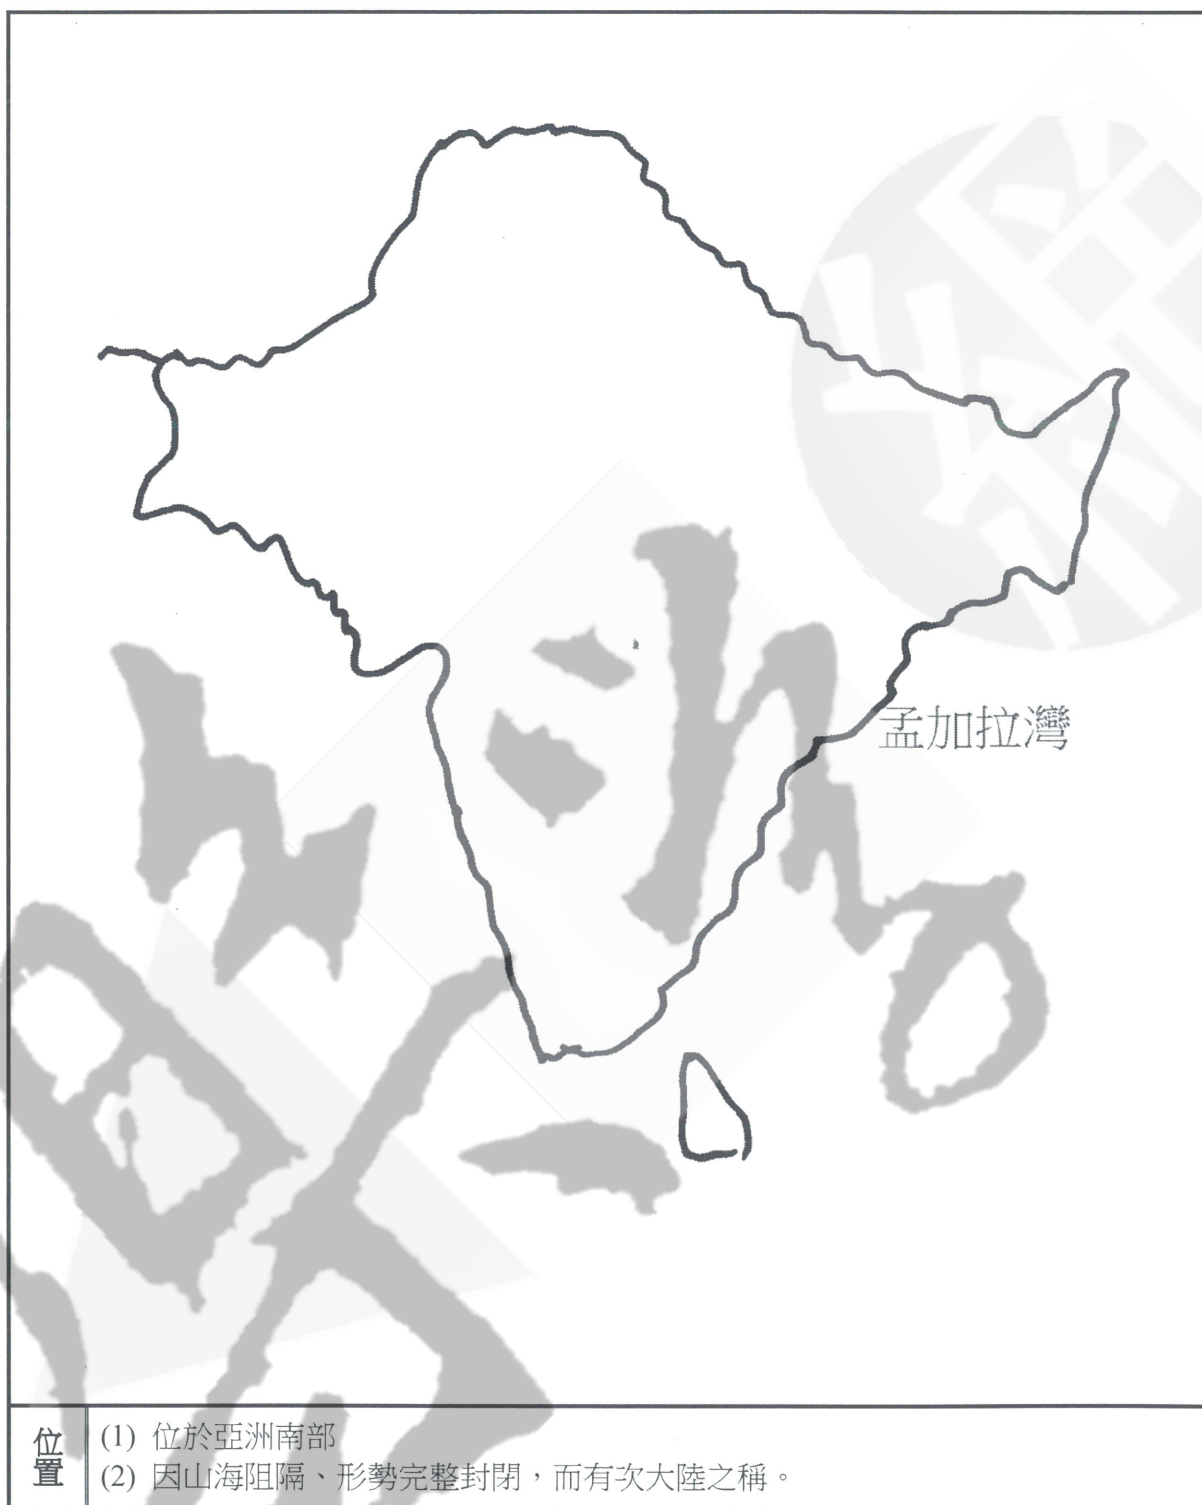 孟加拉灣
位置
(1) 位於亞洲南部
(2) 因山海阻隔、形勢完整封閉，而有次大陸之稱。